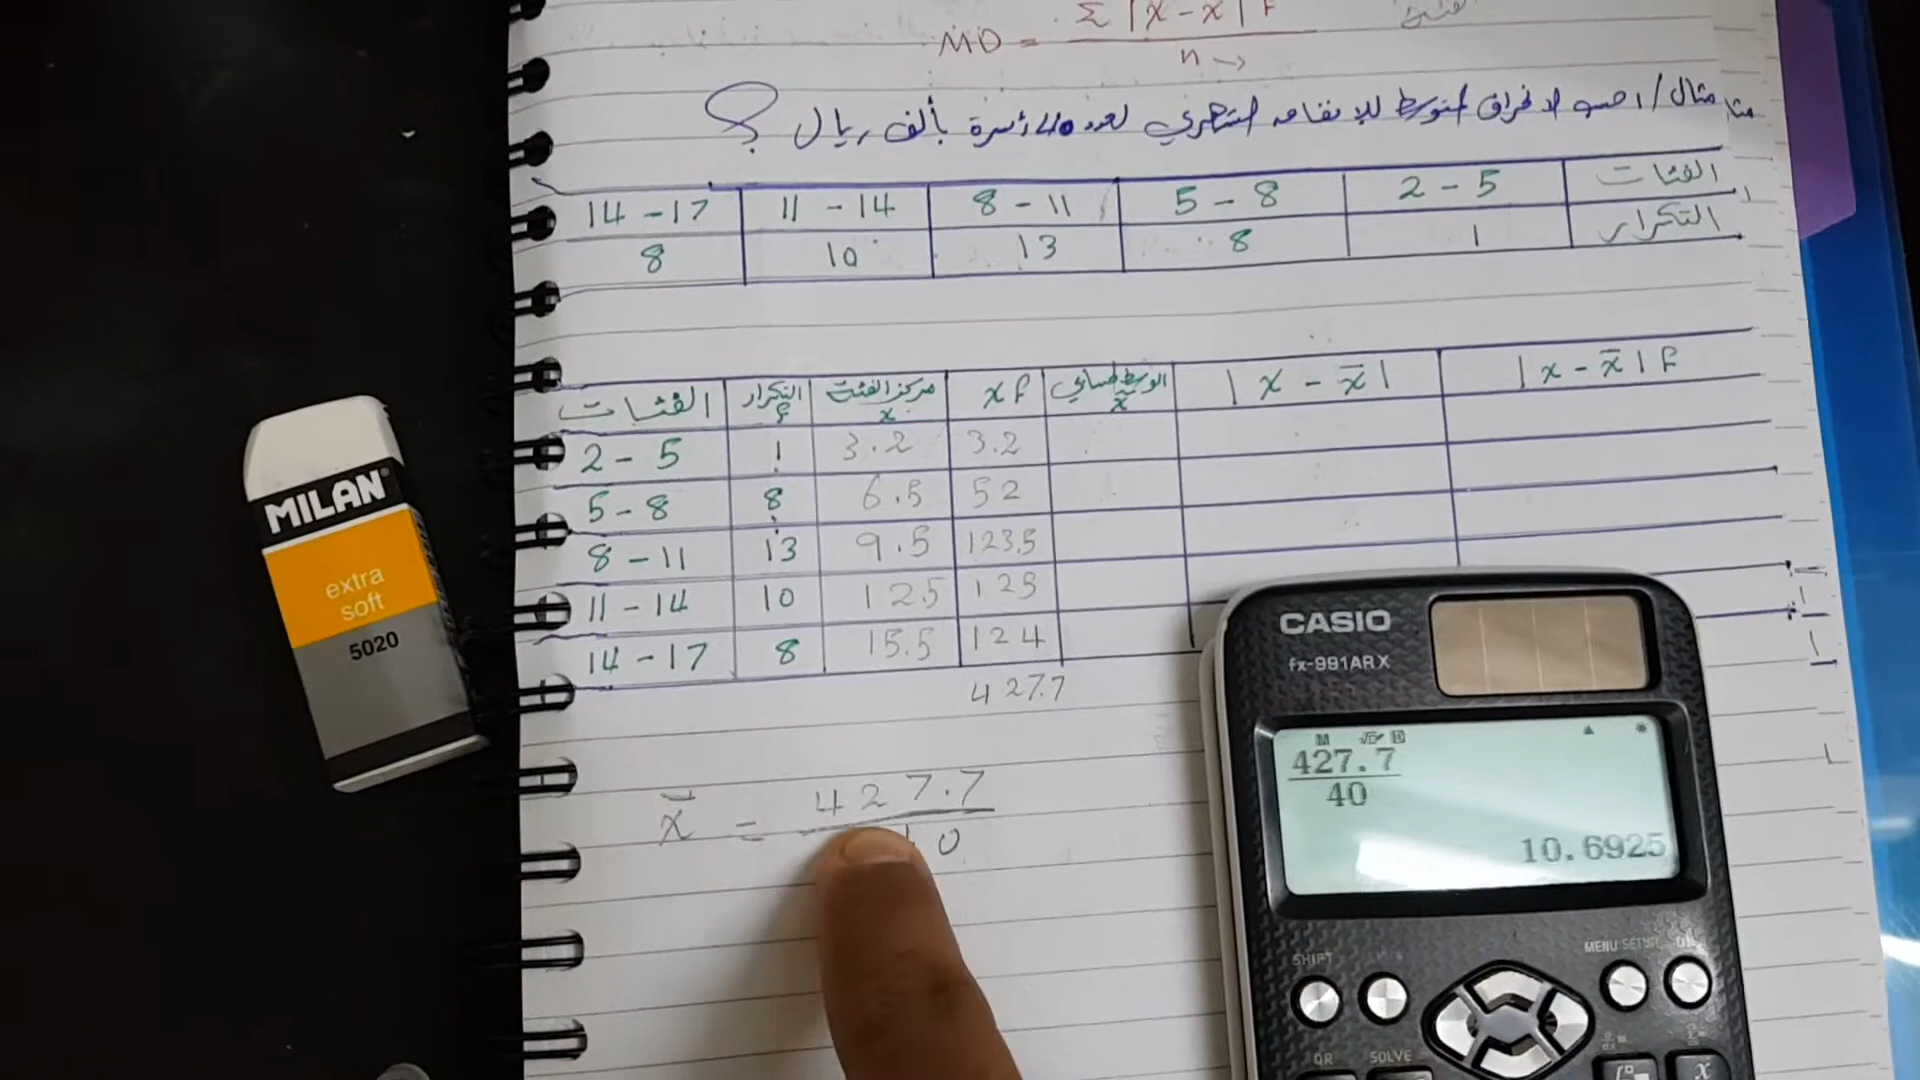 MD = Σ |x - x̄| F
n →
مثال / احسب الانحراف المتوسط للإنفاق الشهري لعدد 40 أسرة بألف ريال ؟
الفئات 2 - 5 5 - 8 8 - 11 11 - 14 14 - 17
التكرار 1 8 13 10 8
الفئات التكرار f مركز الفئات x x f الوسط الحسابي x̄ | x - x̄ | | x - x̄ | F
2 - 5 1 3.2 3.2
5 - 8 8 6.5 52
8 - 11 13 9.5 123.5
11 - 14 10 12.5 125
14 - 17 8 15.5 124
427.7
x̄ = 427.7
40
MILAN
extra
soft
5020
CASIO
fx-991ARX
427.7
40
10.6925
SHIFT
MENU SETUP
ON
QR
SOLVE
x